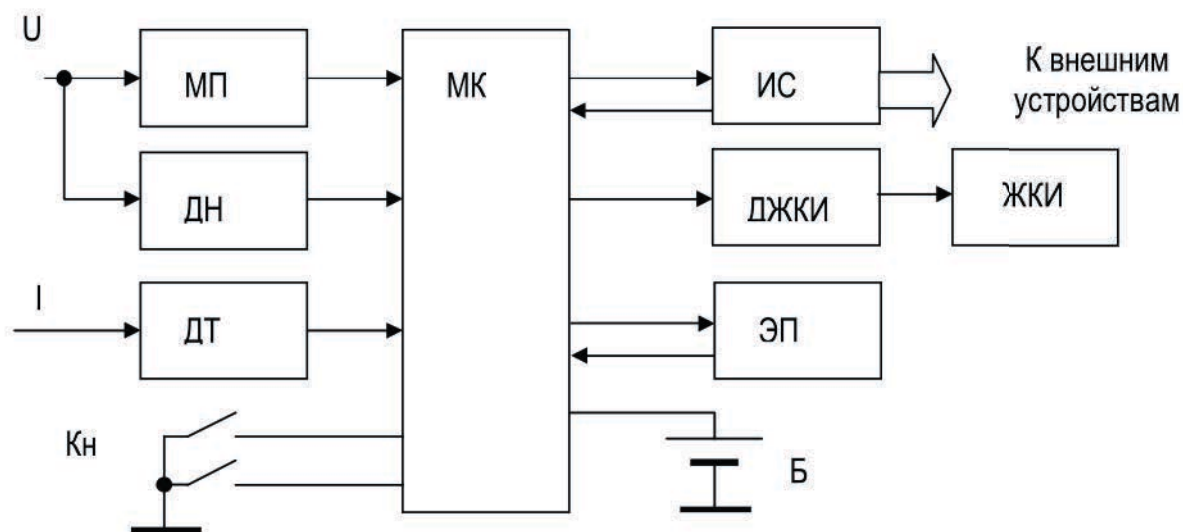 U
МП
МК
ИС
К внешним
устройствам
ДН
ДЖКИ
ЖКИ
I
ДТ
ЭП
Кн
Б